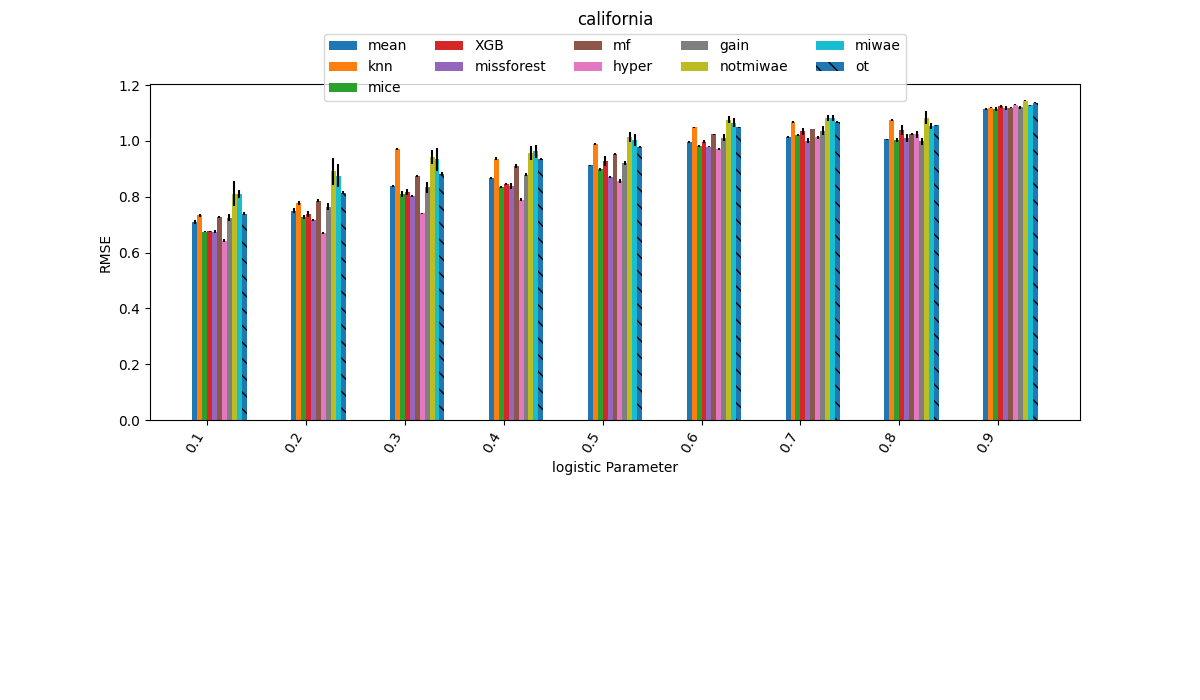 california
mean XGB mf gain miwae
knn missforest hyper notmiwae ot
mice
1.2
1.0
0.8
0.6
0.4
0.2
0.0
RMSE
0.1 0.2 0.3 0.4 0.5 0.6 0.7 0.8 0.9
logistic Parameter